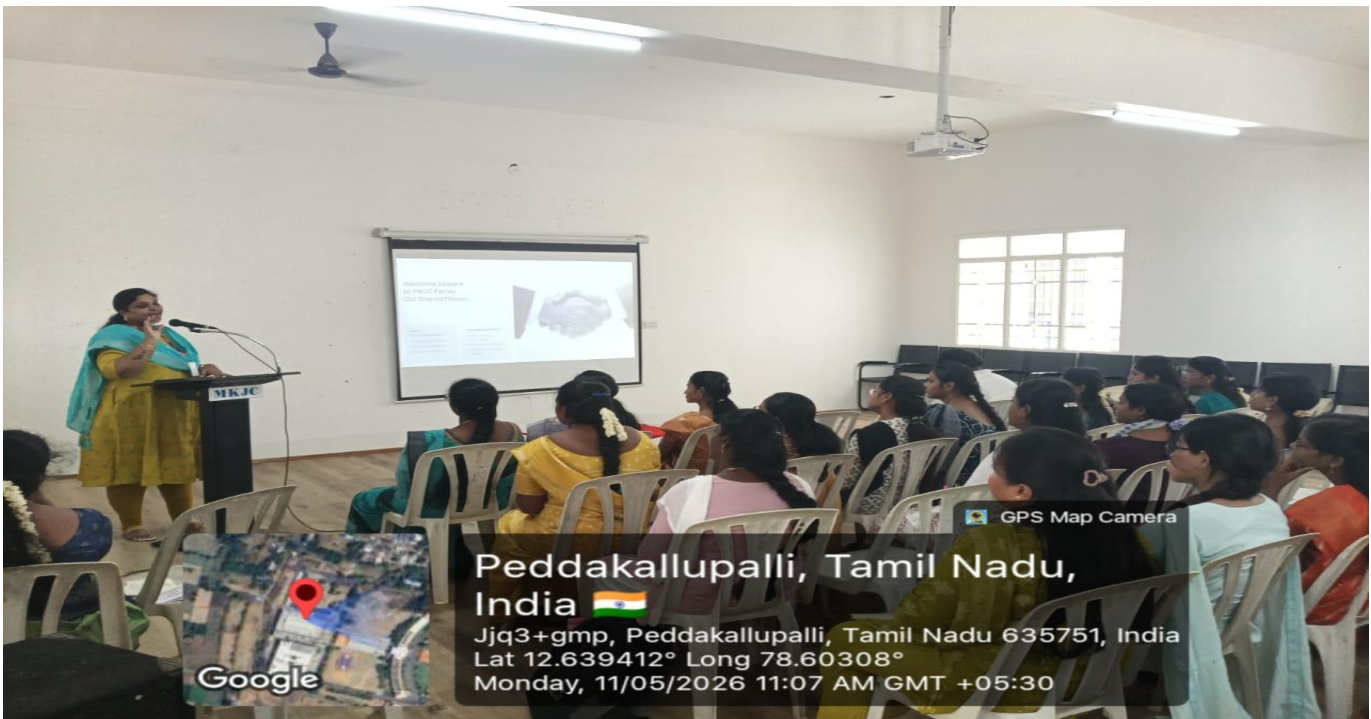 Welcome
to MKJC Family
Our Shared Mission
MKJC
GPS Map Camera
Peddakallupalli, Tamil Nadu,
India
Jjq3+gmp, Peddakallupalli, Tamil Nadu 635751, India
Lat 12.639412° Long 78.60308°
Monday, 11/05/2026 11:07 AM GMT +05:30
Google